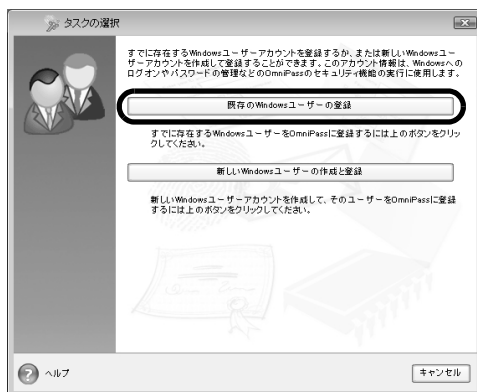 タスクの選択
すでに存在するWindowsユーザーアカウントを登録するか、または新しいWindowsユー
ザーアカウントを作成して登録することができます。このアカウント情報は、Windowsへの
ログオンやパスワードの管理などのOmniPassのセキュリティ機能の実行に使用します。
既存のWindowsユーザーの登録
すでに存在するWindowsユーザーをOmniPassに登録するには上のボタンをクリッ
クしてください。
新しいWindowsユーザーの作成と登録
新しいWindowsユーザーアカウントを作成して、そのユーザーをOmniPassに登録
するには上のボタンをクリックしてください。
ヘルプ
キャンセル